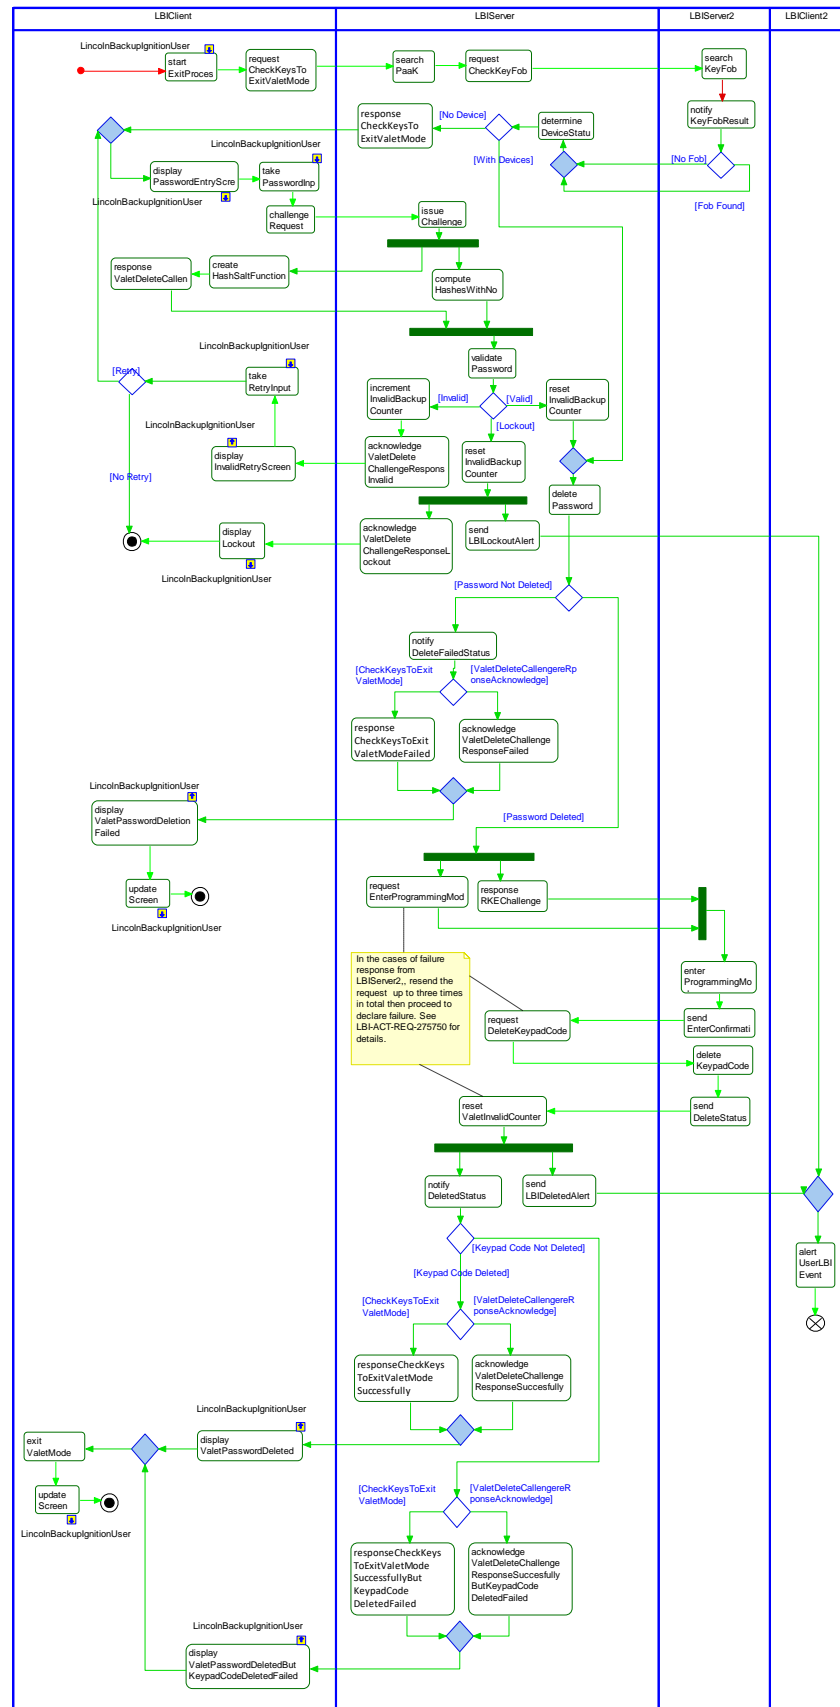 LBIClient
LBIServer
LBIServer2
LBIClient2
LincolnBackupIgnitionUser
start
ExitProces
request
CheckKeysTo
ExitValetMode
search
PaaK
request
CheckKeyFob
search
KeyFob
notify
KeyFobResult
response
CheckKeysTo
ExitValetMode
[No Device]
determine
DeviceStatu
[With Devices]
[No Fob]
[Fob Found]
LincolnBackupIgnitionUser
display
PasswordEntryScre
take
PasswordInp
LincolnBackupIgnitionUser
challenge
Request
issue
Challenge
response
ValetDeleteCallen
create
HashSaltFunction
compute
HashesWithNo
validate
Password
LincolnBackupIgnitionUser
[Retry]
take
RetryInput
increment
InvalidBackup
Counter
[Invalid]
[Valid]
reset
InvalidBackup
Counter
[Lockout]
LincolnBackupIgnitionUser
display
InvalidRetryScreen
acknowledge
ValetDelete
ChallengeRespons
Invalid
reset
InvalidBackup
Counter
[No Retry]
delete
Password
display
Lockout
LincolnBackupIgnitionUser
acknowledge
ValetDelete
ChallengeResponseL
ockout
send
LBILockoutAlert
[Password Not Deleted]
notify
DeleteFailedStatus
[CheckKeysToExit
ValetMode]
[ValetDeleteCallengereRp
onseAcknowledge]
response
CheckKeysToExit
ValetModeFailed
acknowledge
ValetDeleteChallenge
ResponseFailed
LincolnBackupIgnitionUser
display
ValetPasswordDeletion
Failed
[Password Deleted]
update
Screen
LincolnBackupIgnitionUser
request
EnterProgrammingMod
response
RKEChallenge
In the cases of failure
response from
LBIServer2,, resend the
request  up to three times
in total then proceed to
declare failure. See
LBI-ACT-REQ-275750 for
details.
enter
ProgrammingMo
request
DeleteKeypadCode
send
EnterConfirmati
delete
KeypadCode
reset
ValetInvalidCounter
send
DeleteStatus
notify
DeletedStatus
send
LBIDeletedAlert
[Keypad Code Not Deleted]
[Keypad Code Deleted]
alert
UserLBI
Event
[CheckKeysToExit
ValetMode]
[ValetDeleteCallengereR
ponseAcknowledge]
responseCheckKeys
ToExitValetMode
Successfully
acknowledge
ValetDeleteChallenge
ResponseSuccesfully
LincolnBackupIgnitionUser
exit
ValetMode
display
ValetPasswordDeleted
update
Screen
LincolnBackupIgnitionUser
[CheckKeysToExit
ValetMode]
[ValetDeleteCallengereR
ponseAcknowledge]
responseCheckKeys
ToExitValetMode
SuccessfullyBut
KeypadCode
DeletedFailed
acknowledge
ValetDeleteChallenge
ResponseSuccesfully
ButKeypadCode
DeletedFailed
LincolnBackupIgnitionUser
display
ValetPasswordDeletedBut
KeypadCodeDeletedFailed